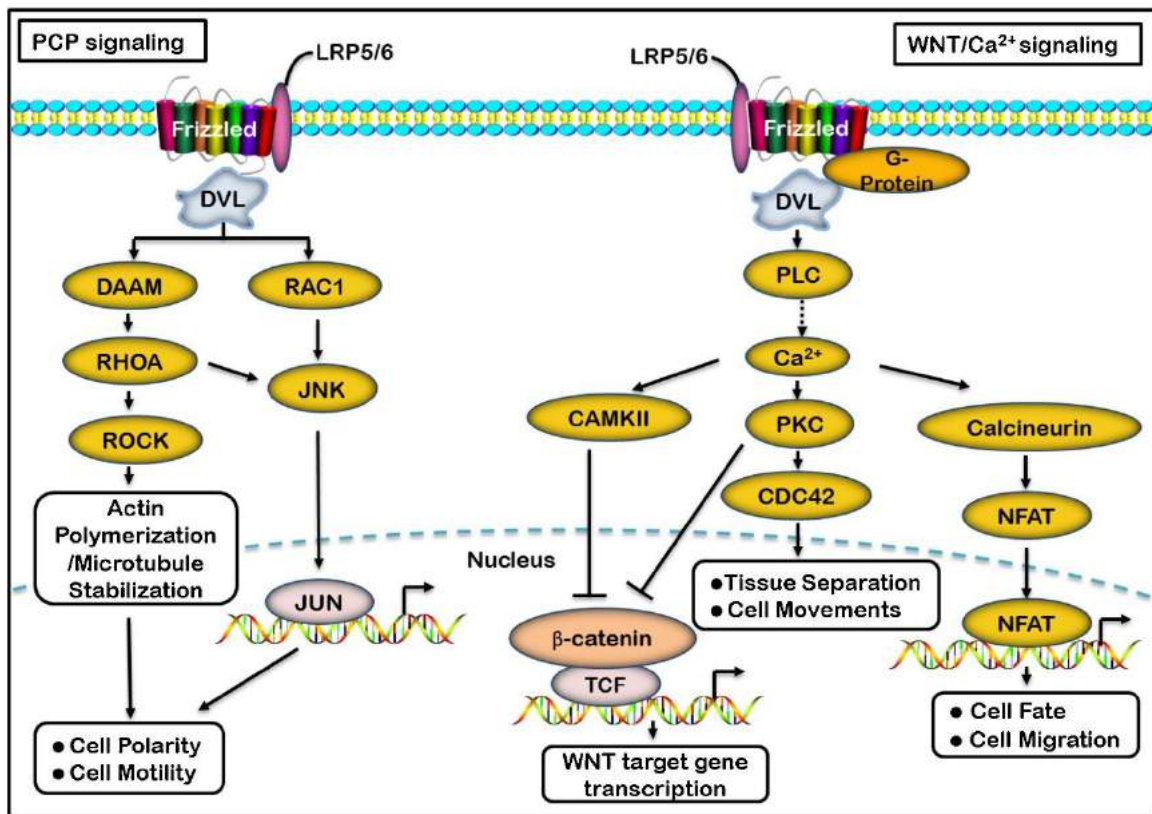 PCP signaling
LRP5/6
Frizzled
DVL
DAAM
RAC1
RHOA
JNK
ROCK
Actin
Polymerization
/Microtubule
Stabilization
JUN
● Cell Polarity
● Cell Motility
WNT/Ca²⁺ signaling
LRP5/6
Frizzled
G-
Protein
DVL
PLC
Ca²⁺
CAMKII
PKC
Calcineurin
CDC42
NFAT
Nucleus
●Tissue Separation
● Cell Movements
β-catenin
TCF
NFAT
WNT target gene
transcription
● Cell Fate
● Cell Migration